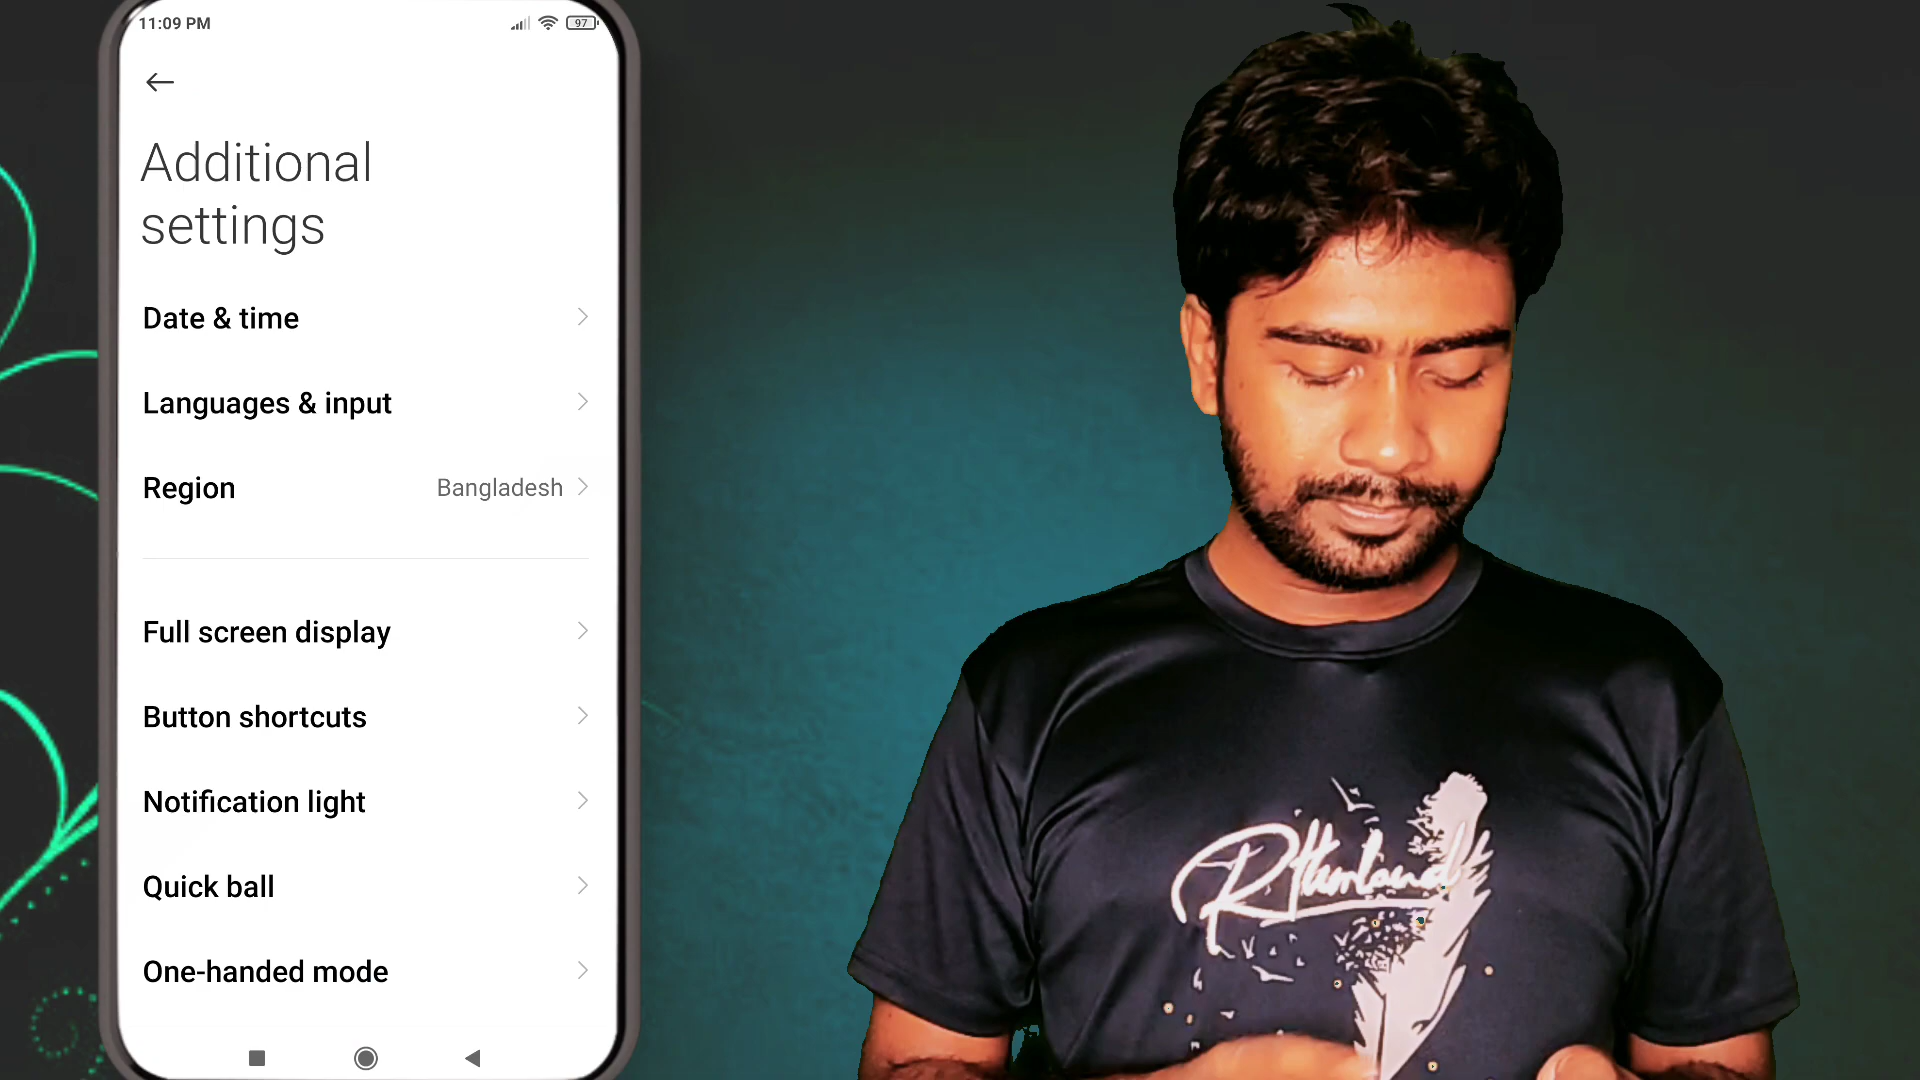 11:09 PM
97
Additional
settings
Date & time
Languages & input
Region Bangladesh
Full screen display
Button shortcuts
Notification light
Quick ball
One-handed mode